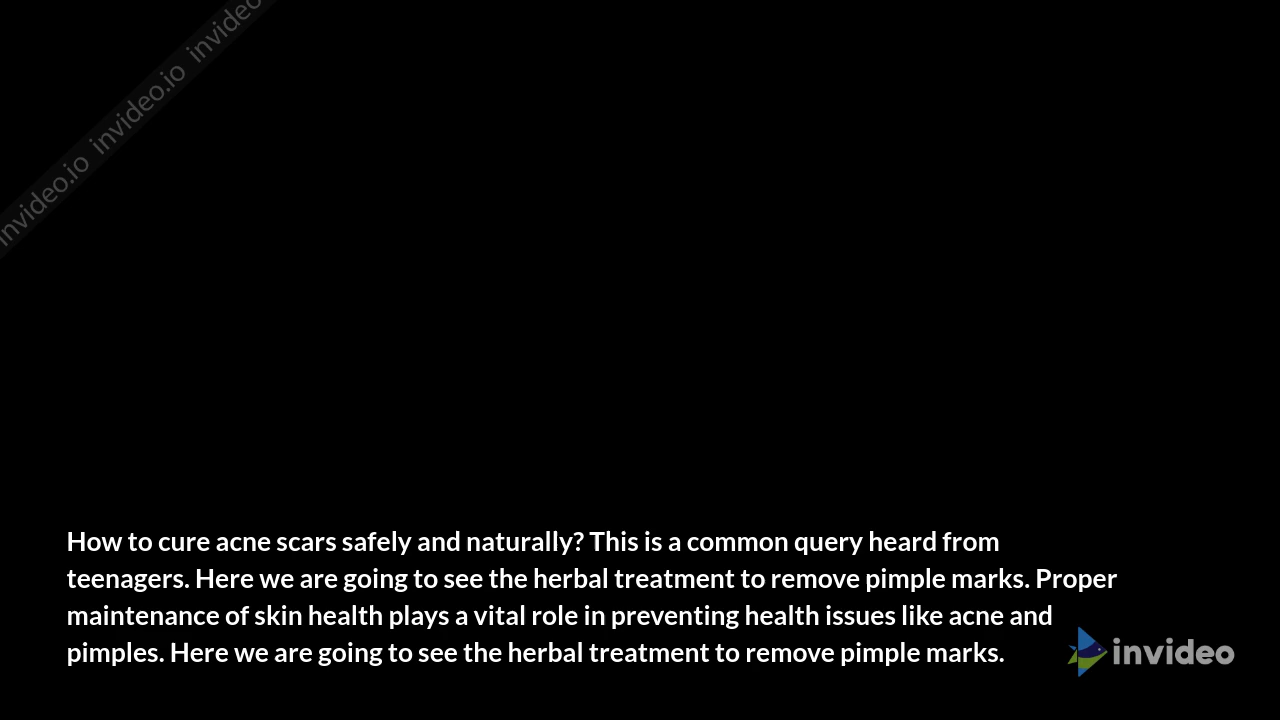 invideo.io invideo.io invideo
How to cure acne scars safely and naturally? This is a common query heard from
teenagers. Here we are going to see the herbal treatment to remove pimple marks. Proper
maintenance of skin health plays a vital role in preventing health issues like acne and
pimples. Here we are going to see the herbal treatment to remove pimple marks.
invideo